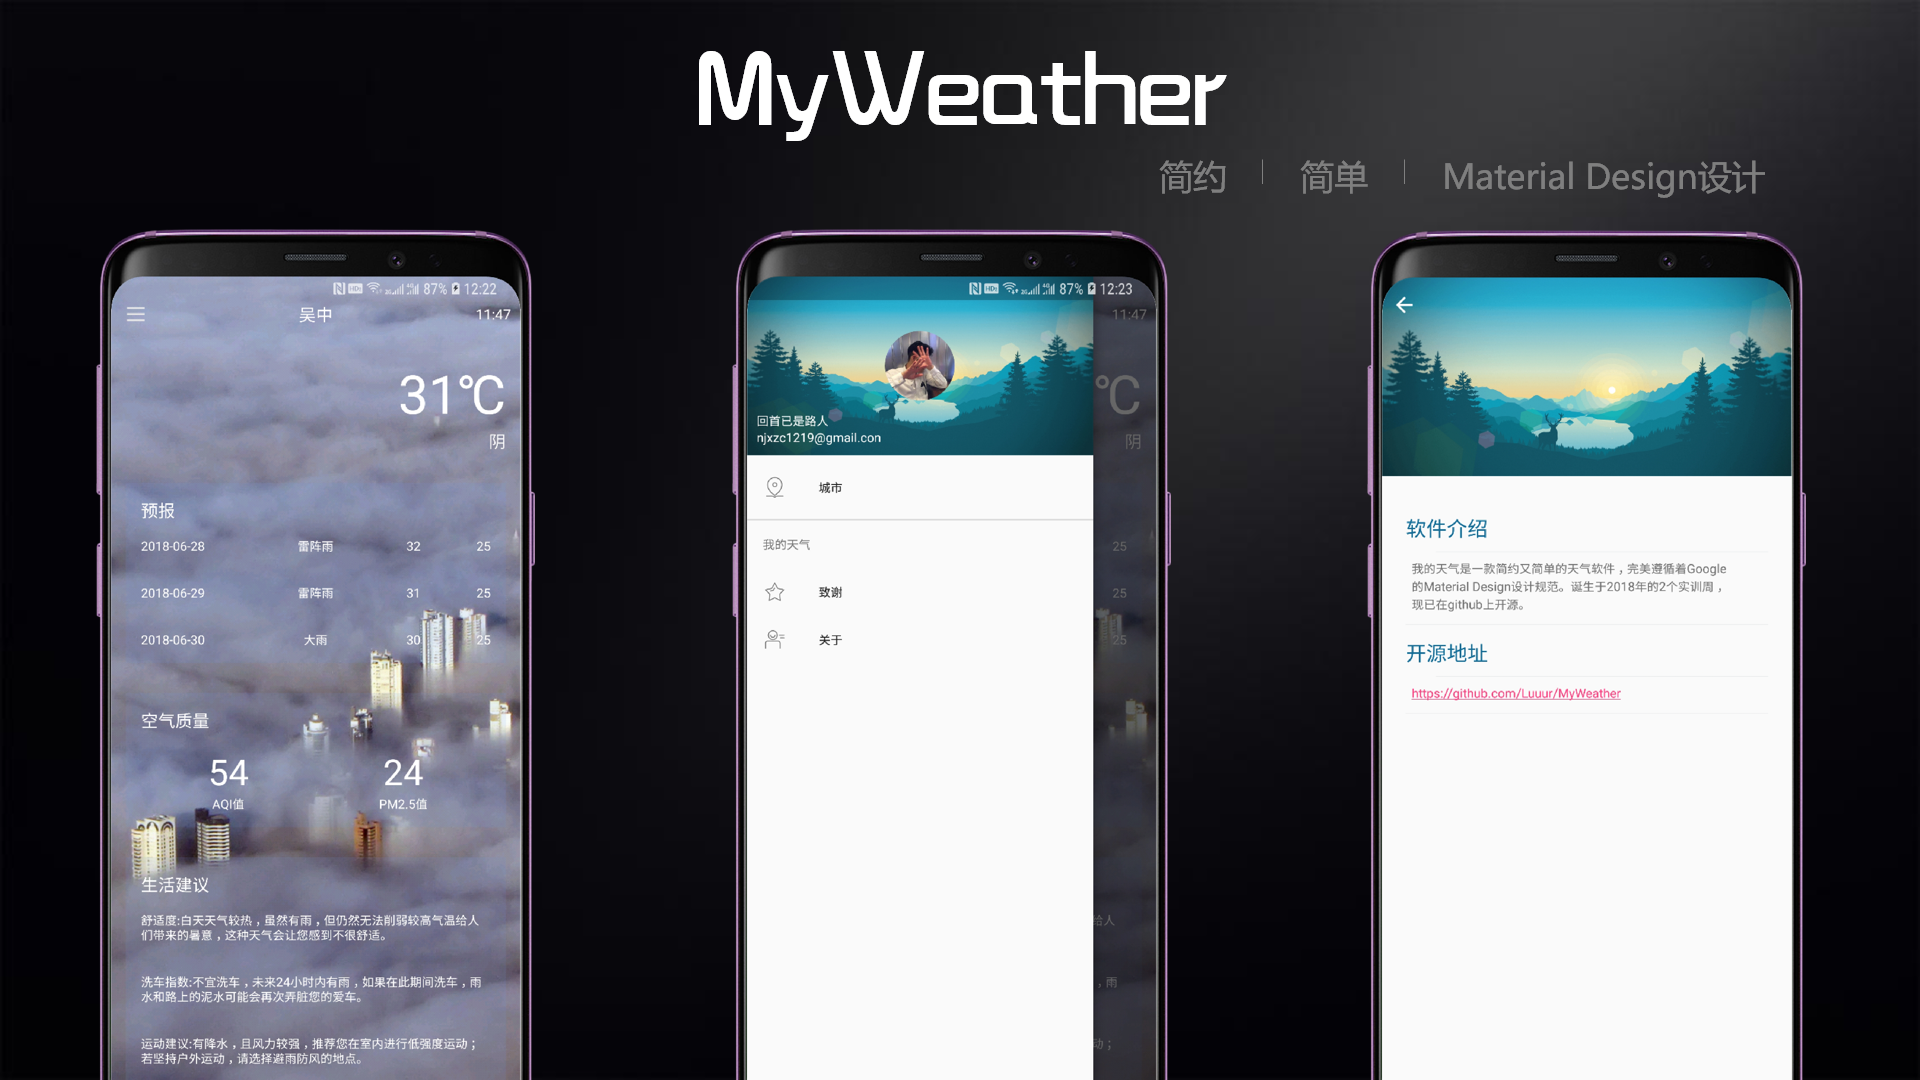 MyWeather
简约 | 简单 | Material Design设计
87% 12:22
吴中 11:47
31℃
阴
预报
2018-06-28 雷阵雨 32 25
2018-06-29 雷阵雨 31 25
2018-06-30 大雨 30 25
空气质量
54 24
AQI值 PM2.5值
生活建议
舒适度:白天天气较热，虽然有雨，但仍然无法削弱较高气温给人
们带来的暑意，这种天气会让您感到不很舒适。
洗车指数:不宜洗车，未来24小时内有雨，如果在此期间洗车，雨
水和路上的泥水可能会再次弄脏您的爱车。
运动建议:有降水，且风力较强，推荐您在室内进行低强度运动；
若坚持户外运动，请选择避雨防风的地点。
87% 12:23
11:47
℃
阴
回首已是路人
njxzc1219@gmail.con
城市
我的天气
25
致谢
25
关于
25
给人
，雨
动；
软件介绍
我的天气是一款简约又简单的天气软件，完美遵循着Google
的Material Design设计规范。诞生于2018年的2个实训周，
现已在github上开源。
开源地址
https://github.com/Luuur/MyWeather